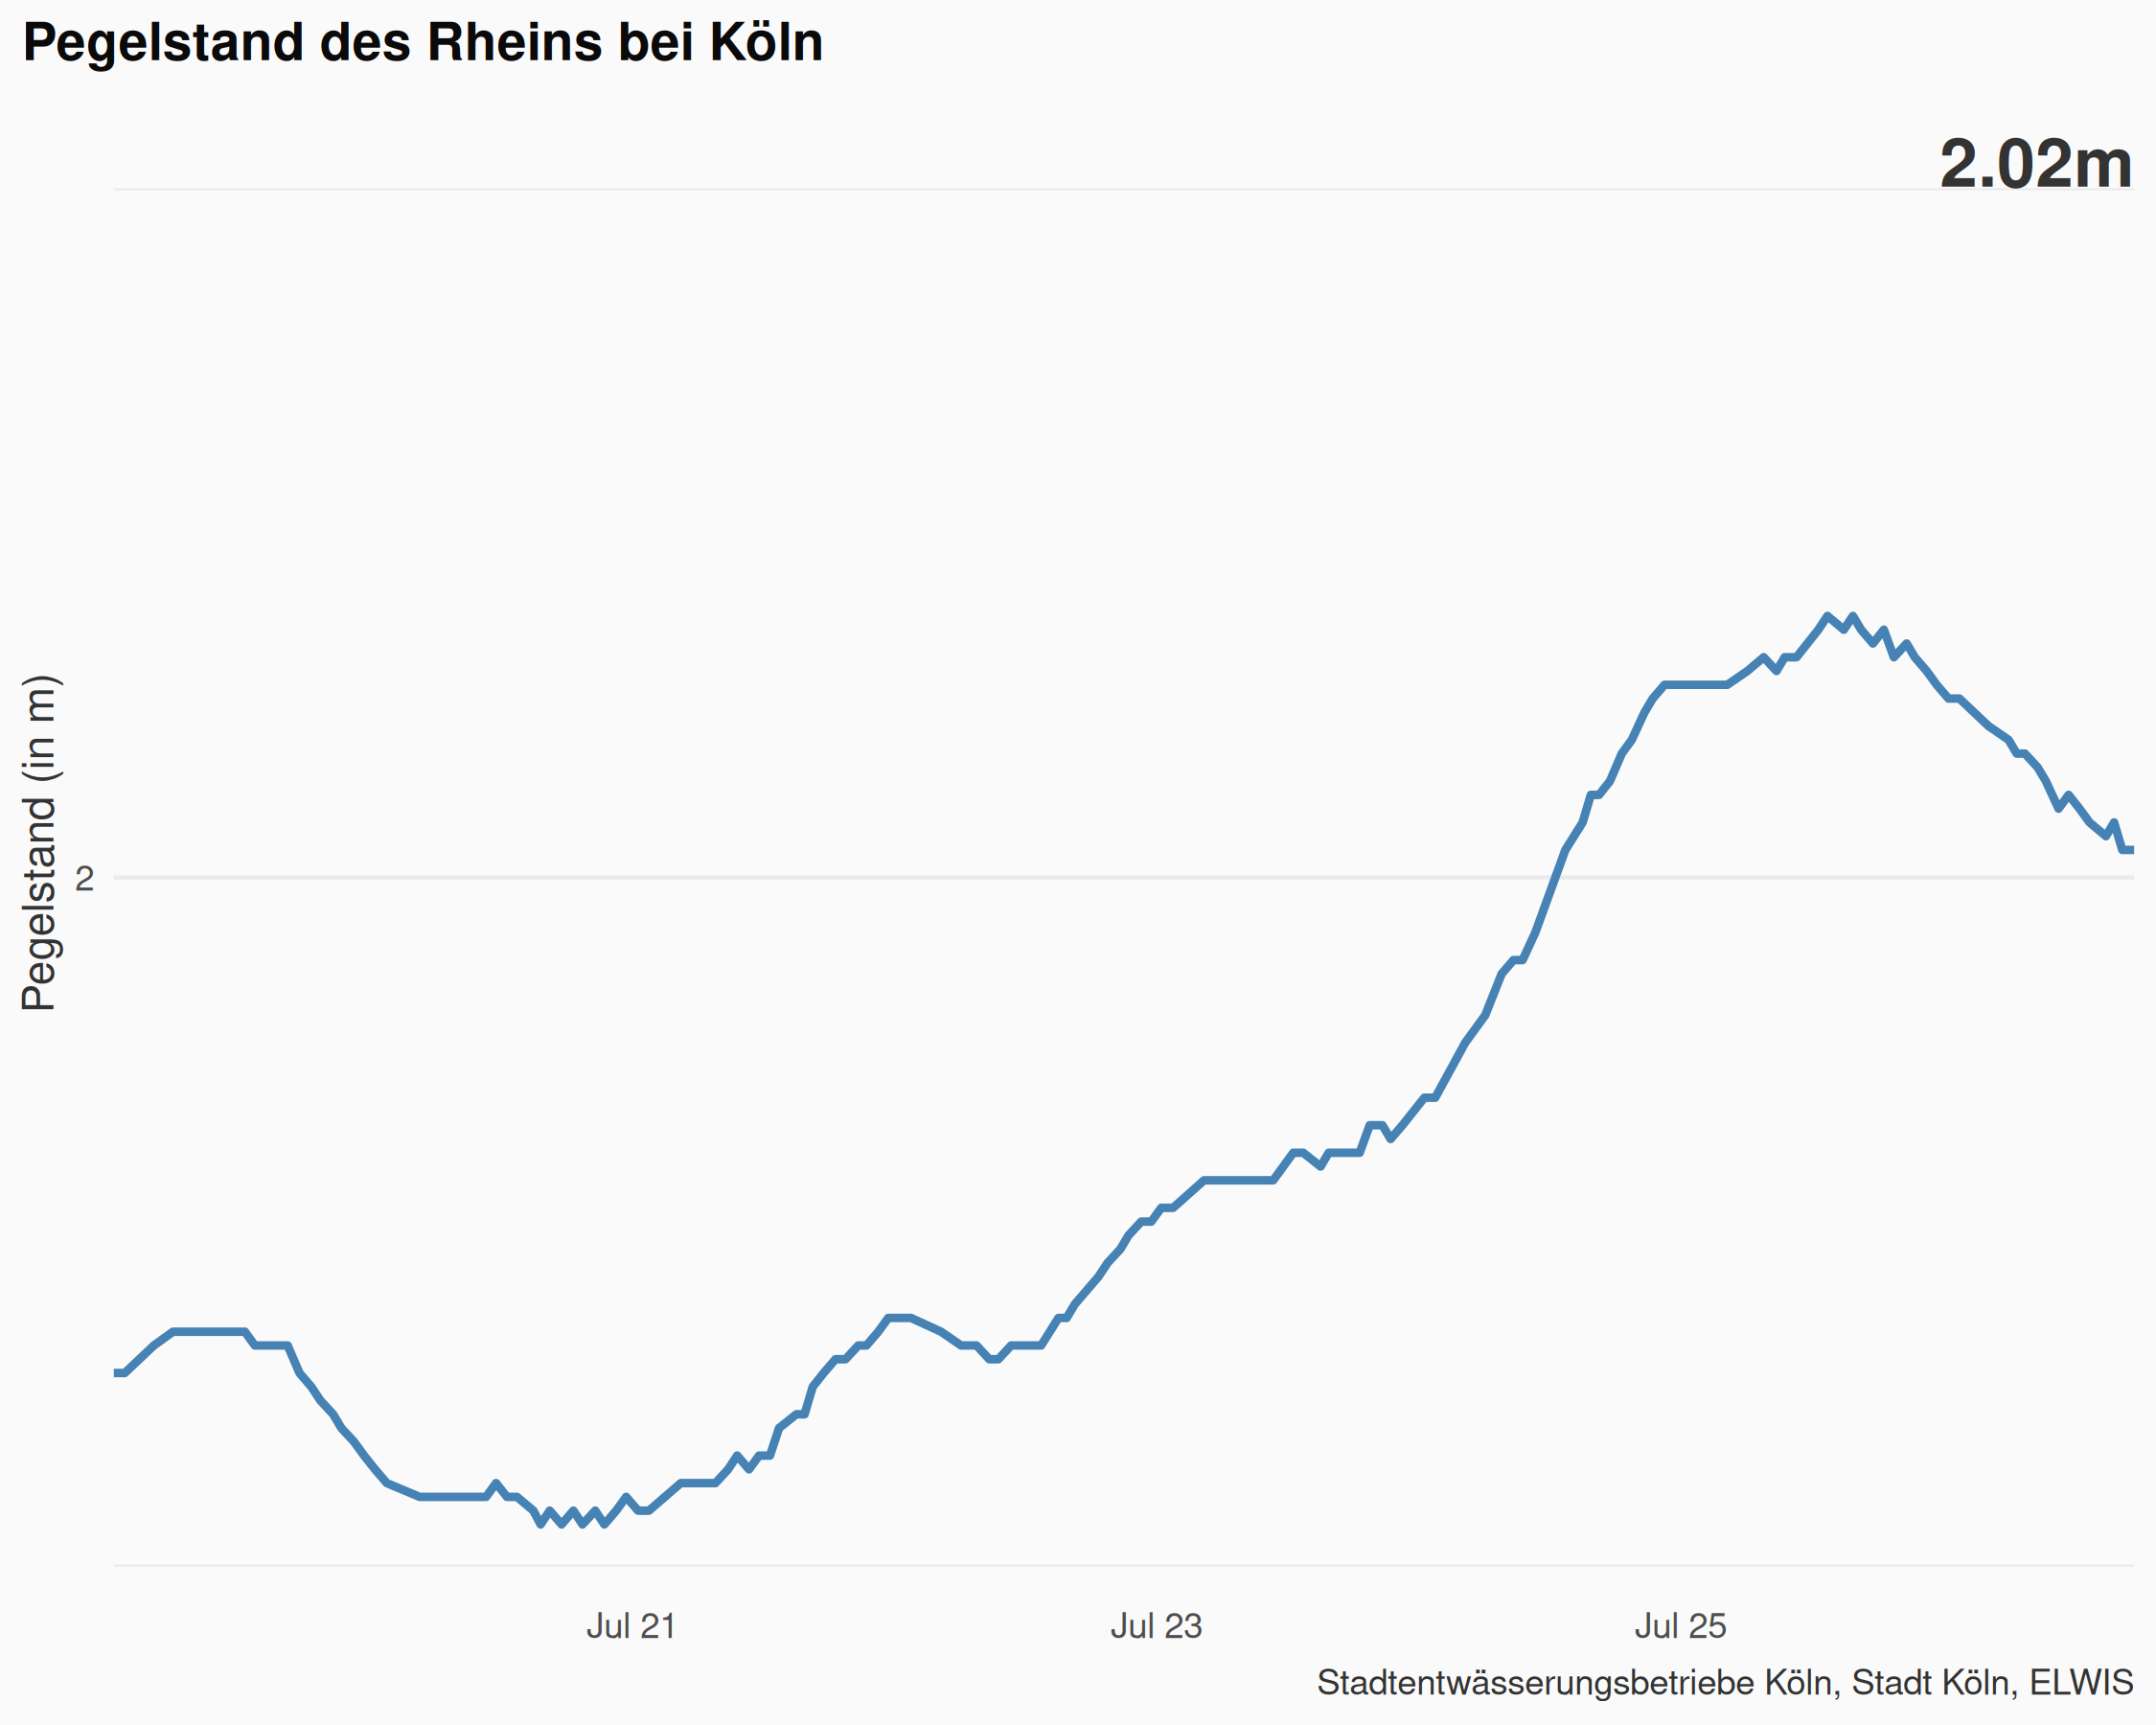 Pegelstand des Rheins bei Köln
2.02m
Pegelstand (in m)
2
Jul 21
Jul 23
Jul 25
Stadtentwässerungsbetriebe Köln, Stadt Köln, ELWIS